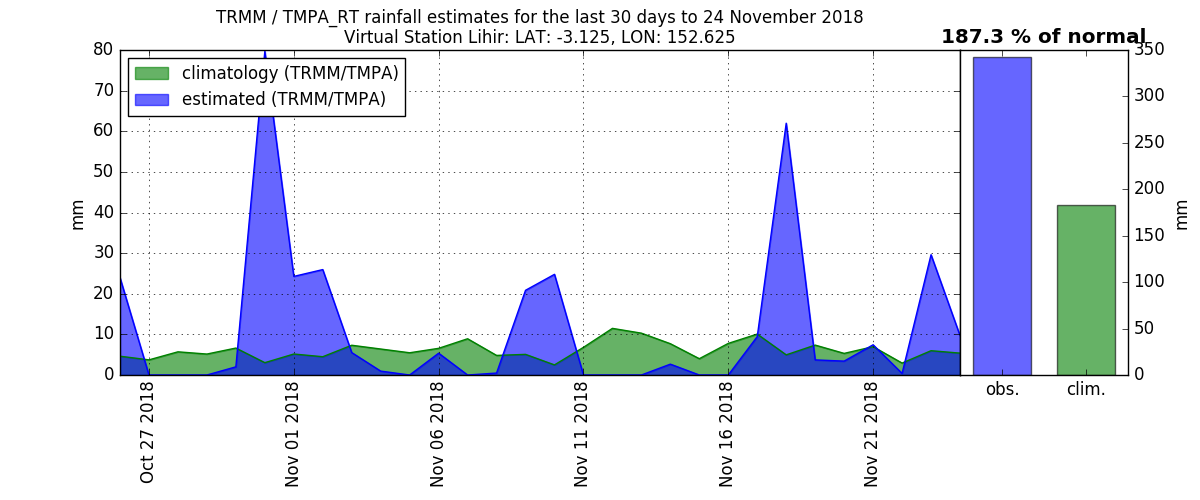 TRMM / TMPA_RT rainfall estimates for the last 30 days to 24 November 2018
Virtual Station Lihir: LAT: -3.125, LON: 152.625
187.3 % of normal
climatology (TRMM/TMPA)
estimated (TRMM/TMPA)
mm
80
70
60
50
40
30
20
10
0
Oct 27 2018
Nov 01 2018
Nov 06 2018
Nov 11 2018
Nov 16 2018
Nov 21 2018
obs.
clim.
350
300
250
200
150
100
50
0
mm